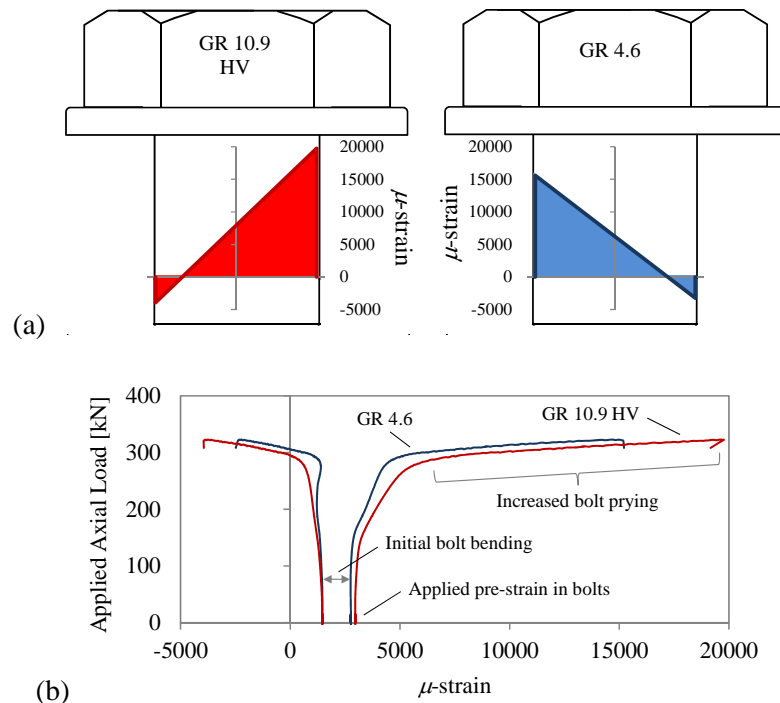 GR 10.9
HV
GR 4.6
20000
15000
10000
5000
0
-5000
μ-strain
μ-strain
20000
15000
10000
5000
0
-5000
(a)
400
300
200
100
0
Applied Axial Load [kN]
GR 4.6
GR 10.9 HV
Increased bolt prying
Initial bolt bending
Applied pre-strain in bolts
-5000 0 5000 10000 15000 20000
μ-strain
(b)